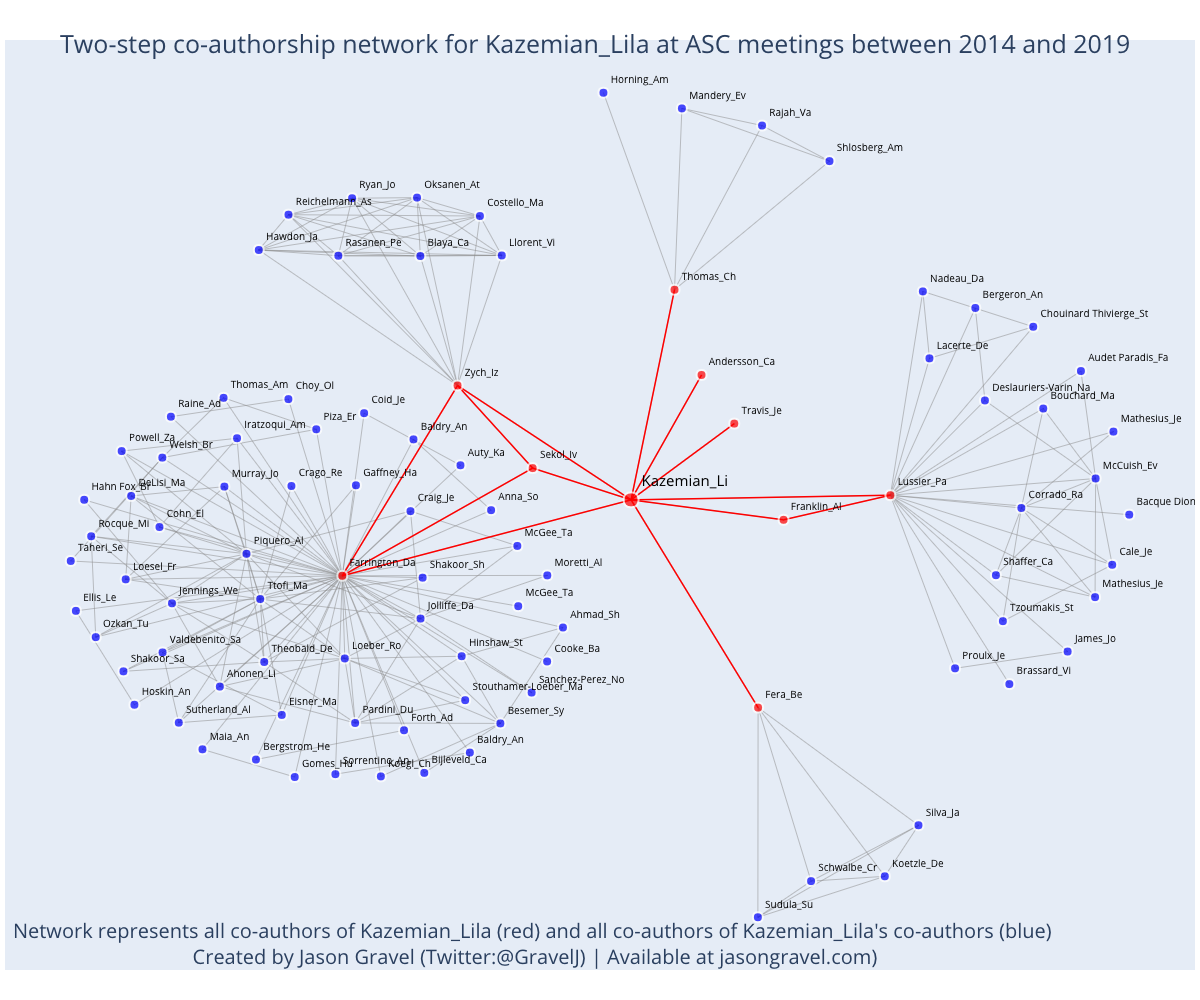 Two-step co-authorship network for Kazemian_Lila at ASC meetings between 2014 and 2019
Horning_Am
Mandery_Ev
Rajah_Va
Shlosberg_Am
Ryan_Jo
Oksanen_At
Reichelmann_As
Costello_Ma
Hawdon_Ja
Rasanen_Pe
Blaya_Ca
Llorent_Vi
Thomas_Ch
Nadeau_Da
Bergeron_An
Chouinard Thivierge_St
Lacerte_De
Andersson_Ca
Audet Paradis_Fa
Zych_Iz
Thomas_Am
Choy_Ol
Deslauriers-Varin_Na
Bouchard_Ma
Raine_Ad
Coid_Je
Travis_Je
Iratzoqui_Am
Piza_Er
Mathesius_Je
Powell_Za
Welsh_Br
Baldry_An
Auty_Ka
Sekol_Iv
McCuish_Ev
Hahn Fox_Br
DeLisi_Ma
Murray_Jo
Crago_Re
Gaffney_Ha
Kazemian_Li
Lussier_Pa
Craig_Je
Anna_So
Corrado_Ra
Bacque Dion
Franklin_Al
Rocque_Mi
Cohn_El
Taheri_Se
Piquero_Al
McGee_Ta
Cale_Je
Loesel_Fr
Farrington_Da
Shakoor_Sh
Moretti_Al
Shaffer_Ca
Ellis_Le
Jennings_We
Ttofi_Ma
McGee_Ta
Mathesius_Je
Ozkan_Tu
Jolliffe_Da
Ahmad_Sh
Tzoumakis_St
Valdebenito_Sa
Theobald_De
Loeber_Ro
Hinshaw_St
Cooke_Ba
James_Jo
Shakoor_Sa
Ahonen_Li
Proulx_Je
Brassard_Vi
Hoskin_An
Stouthamer-Loeber_Ma
Sanchez-Perez_No
Sutherland_Al
Eisner_Ma
Pardini_Du
Forth_Ad
Besemer_Sy
Fera_Be
Maia_An
Bergstrom_He
Baldry_An
Gomes_Hu
Sorrentino_An
Koegl_Ch
Bijleveld_Ca
Silva_Ja
Schwalbe_Cr
Koetzle_De
Sudula_Su
Network represents all co-authors of Kazemian_Lila (red) and all co-authors of Kazemian_Lila's co-authors (blue)
Created by Jason Gravel (Twitter:@GravelJ) | Available at jasongravel.com)